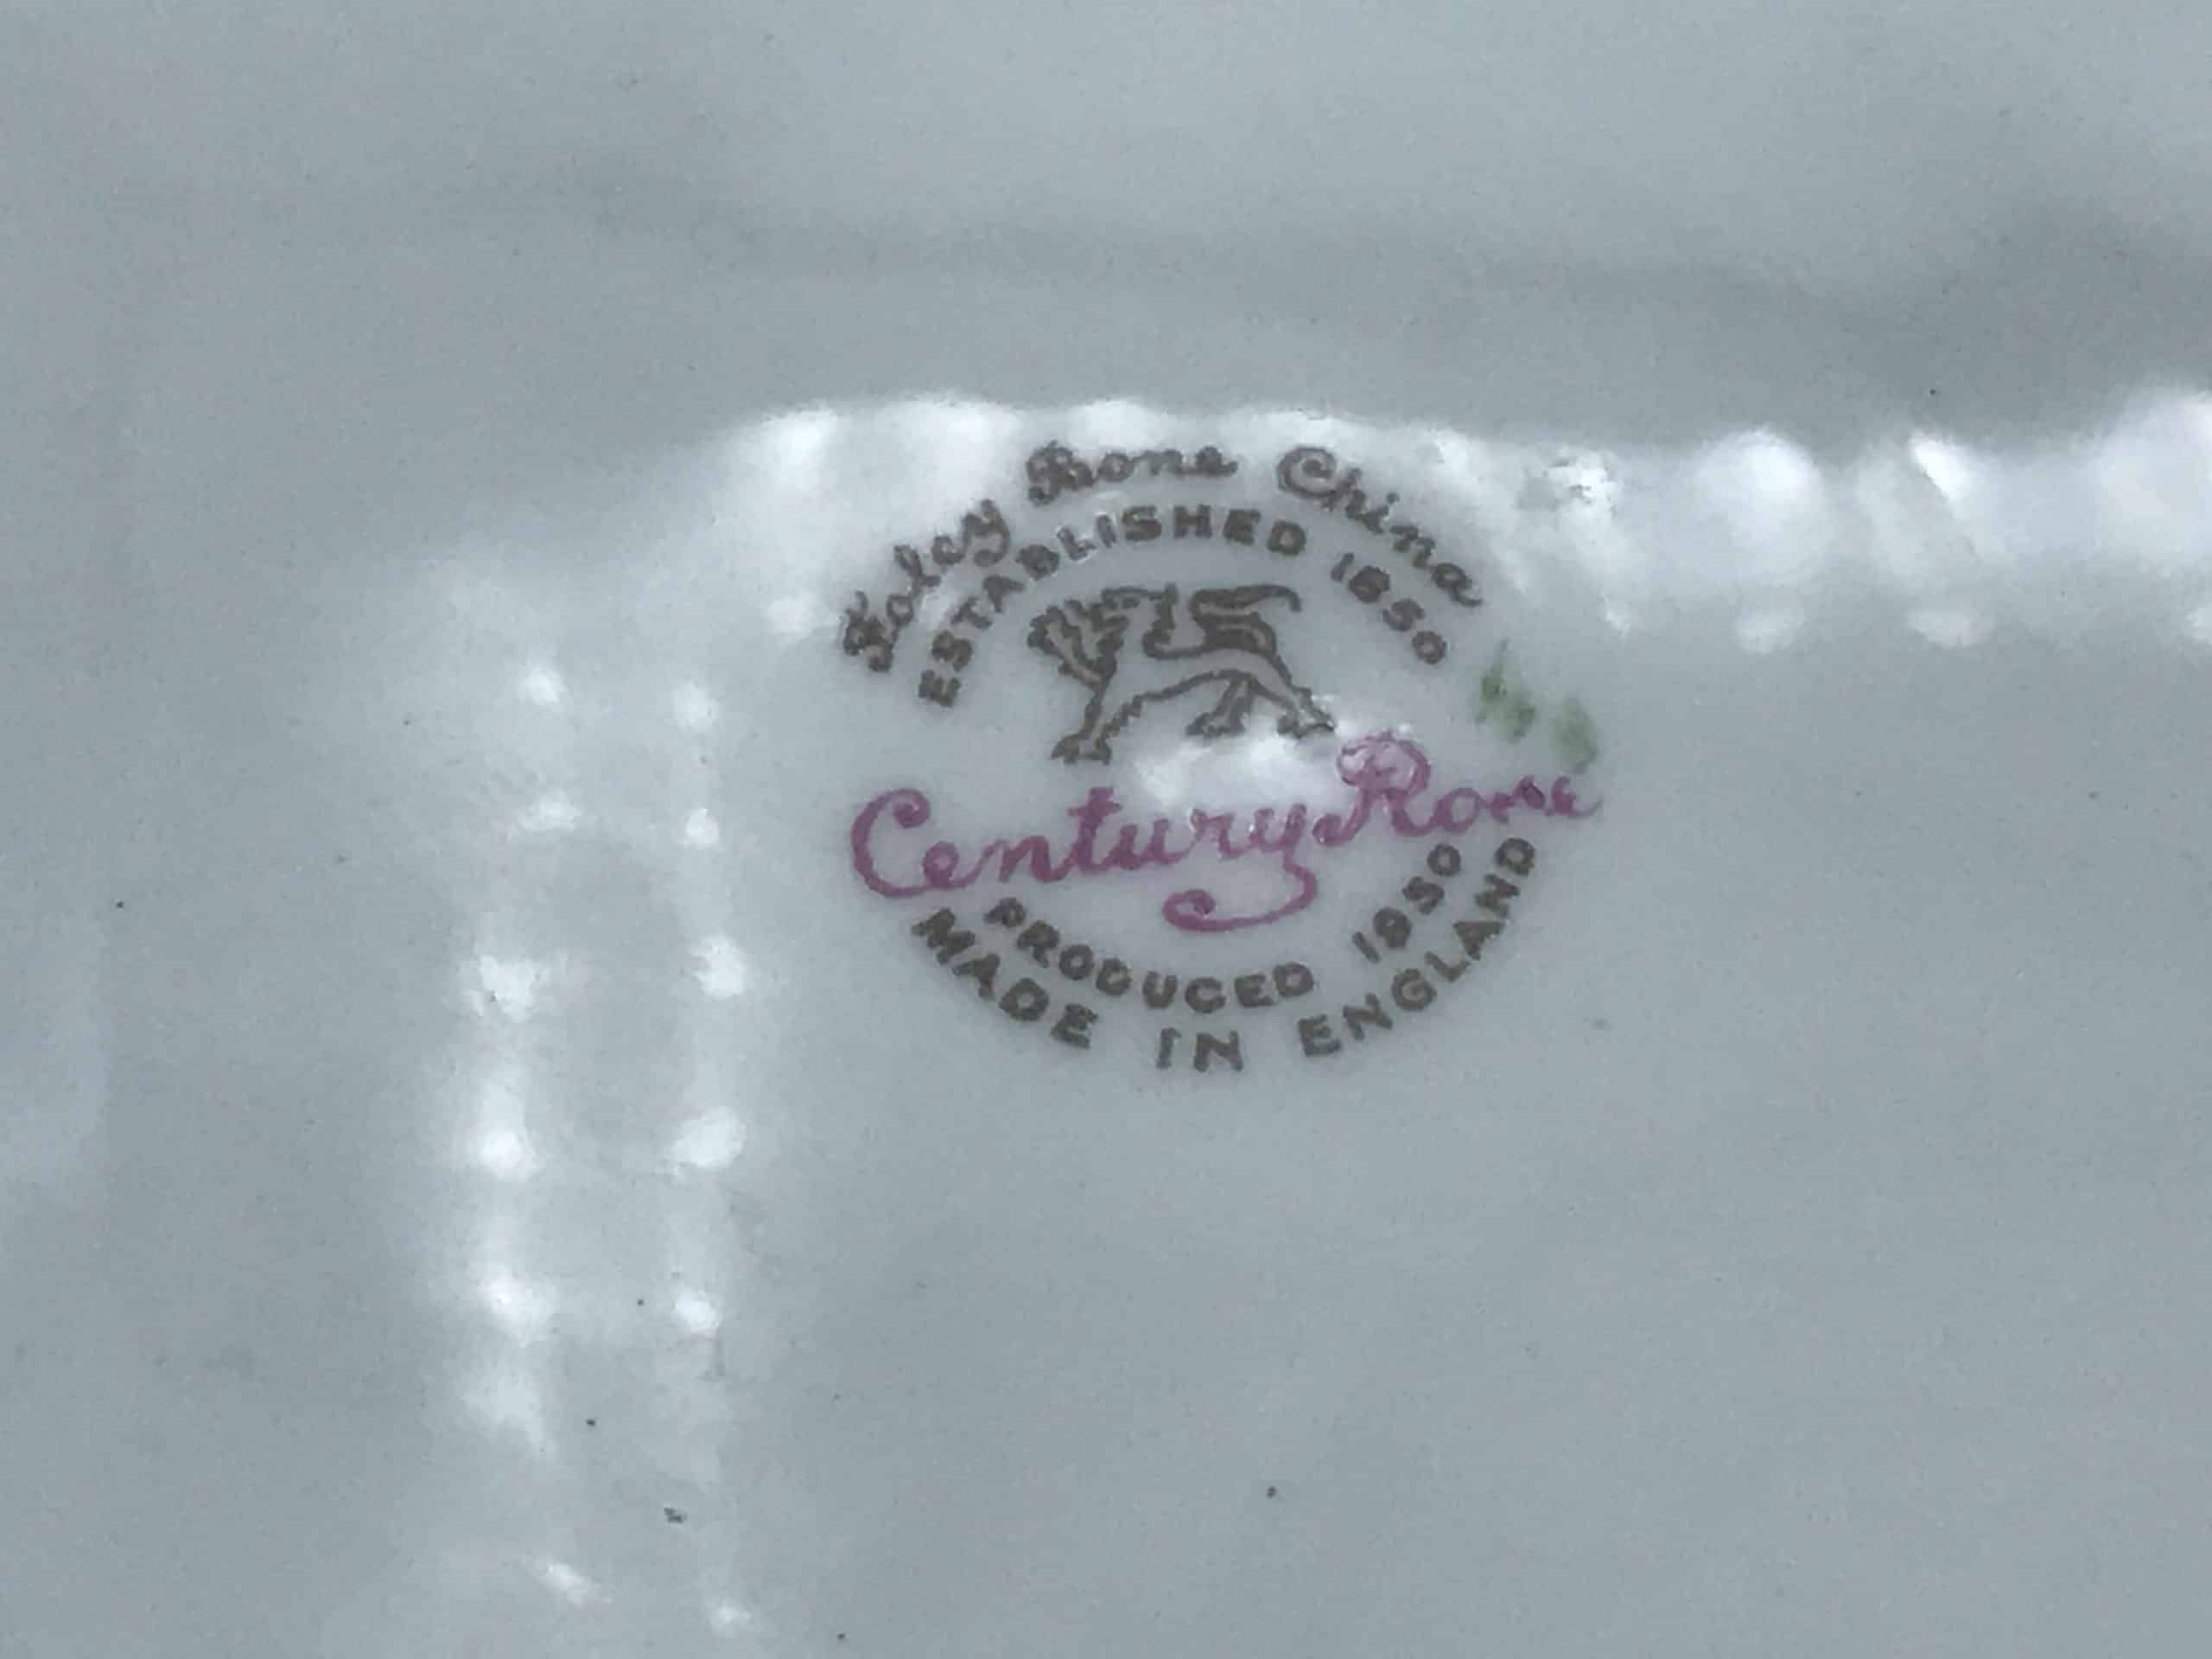 Foley Bone China
ESTABLISHED 1850
Century Rose
PRODUCED 1950
MADE IN ENGLAND